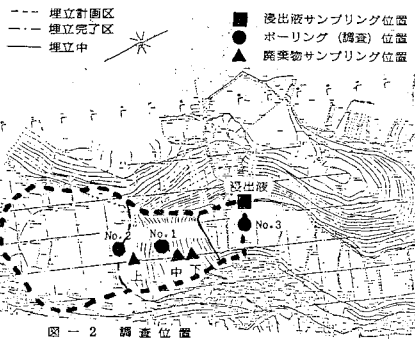 埋立計画区
埋立完了区
埋立中
浸出液サンプリング位置
ボーリング（調査）位置
廃棄物サンプリング位置
浸出液
No.3
No.2
No.1
上
中
下
図－2 調査位置